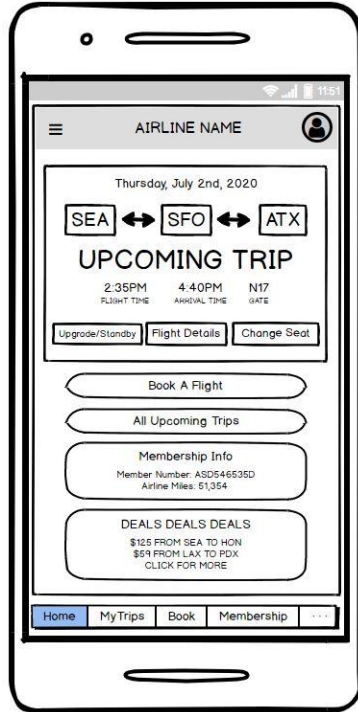 11:51
AIRLINE NAME
Thursday, July 2nd, 2020
SEA SFO ATX
UPCOMING TRIP
2:35PM 4:40PM N17
FLIGHT TIME ARRIVAL TIME GATE
Upgrade/Standby Flight Details Change Seat
Book A Flight
All Upcoming Trips
Membership Info
Member Number: ASD546535D
Airline Miles: 51,354
DEALS DEALS DEALS
$125 FROM SEA TO HON
$59 FROM LAX TO PDX
CLICK FOR MORE
Home MyTrips Book Membership ...